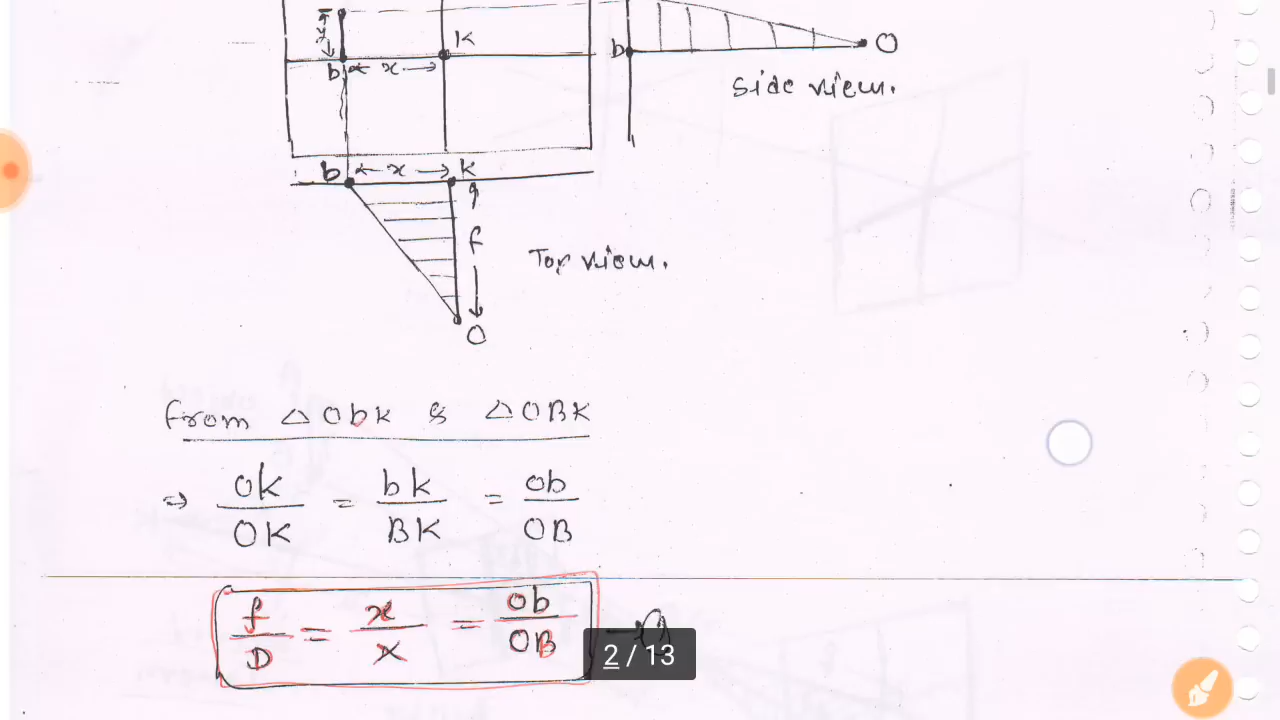 y
K
b ← x →
b
O
Side view.
b ← x → k
f
Top view.
O
from △ Obk & △ OBK
⇒ ok/OK = bk/BK = ob/OB
f/D = x/X = ob/OB
2 / 13